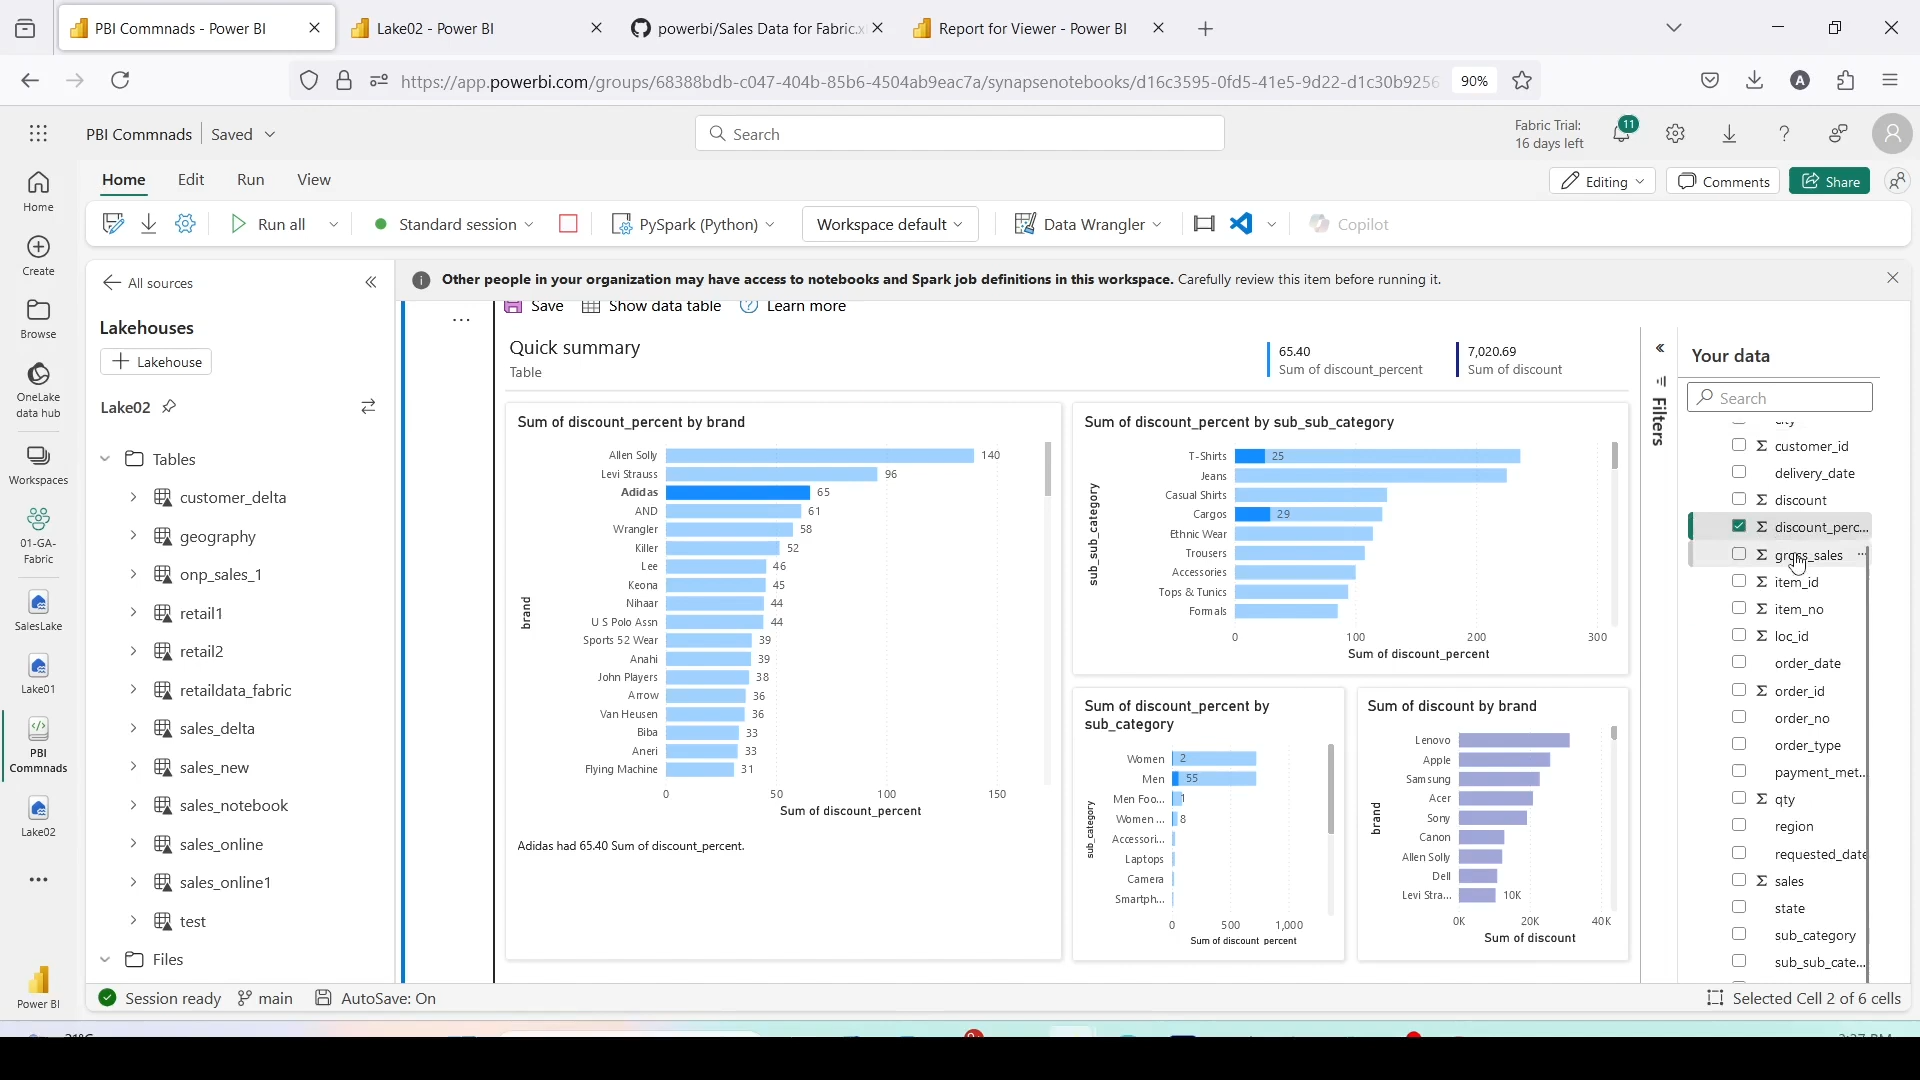 PBI Commnads - Power BI
Lake02 - Power BI
powerbi/Sales Data for Fabric.x
Report for Viewer - Power BI
https://app.powerbi.com/groups/68388bdb-c047-404b-85b6-4504ab9eac7a/synapsenotebooks/d16c3595-0fd5-41e5-9d22-d1c30b9256
90%
A
PBI Commnads
Saved
Search
Fabric Trial:
16 days left
11
Home
Edit
Run
View
Editing
Comments
Share
Run all
Standard session
PySpark (Python)
Workspace default
Data Wrangler
Copilot
Home
Create
Browse
OneLake
data hub
Workspaces
01-GA-
Fabric
SalesLake
Lake01
PBI
Commnads
Lake02
Power BI
All sources
Lakehouses
Lakehouse
Lake02
Tables
customer_delta
geography
onp_sales_1
retail1
retail2
retaildata_fabric
sales_delta
sales_new
sales_notebook
sales_online
sales_online1
test
Files
Other people in your organization may have access to notebooks and Spark job definitions in this workspace. Carefully review this item before running it.
Save
Show data table
Learn more
Quick summary
Table
65.40
Sum of discount_percent
7,020.69
Sum of discount
Sum of discount_percent by brand
brand
Allen Solly 140
Levi Strauss 96
Adidas 65
AND 61
Wrangler 58
Killer 52
Lee 46
Keona 45
Nihaar 44
U S Polo Assn 44
Sports 52 Wear 39
Anahi 39
John Players 38
Arrow 36
Van Heusen 36
Biba 33
Aneri 33
Flying Machine 31
0 50 100 150
Sum of discount_percent
Adidas had 65.40 Sum of discount_percent.
Sum of discount_percent by sub_sub_category
sub_sub_category
T-Shirts 25
Jeans
Casual Shirts
Cargos 29
Ethnic Wear
Trousers
Accessories
Tops & Tunics
Formals
0 100 200 300
Sum of discount_percent
Sum of discount_percent by
sub_category
sub_category
Women 2
Men 55
Men Foo... 1
Women ... 8
Accessori...
Laptops
Camera
Smartph...
0 500 1,000
Sum of discount percent
Sum of discount by brand
brand
Lenovo
Apple
Samsung
Acer
Sony
Canon
Allen Solly
Dell
Levi Stra... 10K
0K 20K 40K
Sum of discount
Filters
Your data
Search
city
customer_id
delivery_date
discount
discount_perc...
gross_sales
item_id
item_no
loc_id
order_date
order_id
order_no
order_type
payment_met...
qty
region
requested_date
sales
state
sub_category
sub_sub_cate...
Session ready
main
AutoSave: On
Selected Cell 2 of 6 cells